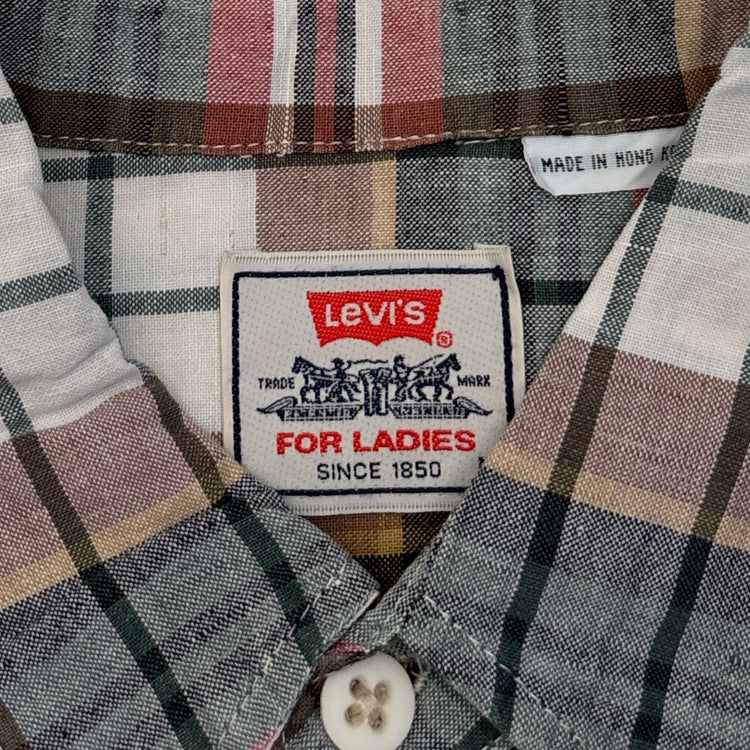 MADE IN HONG
Levi's
®
TRADE MARK
FOR LADIES
SINCE 1850